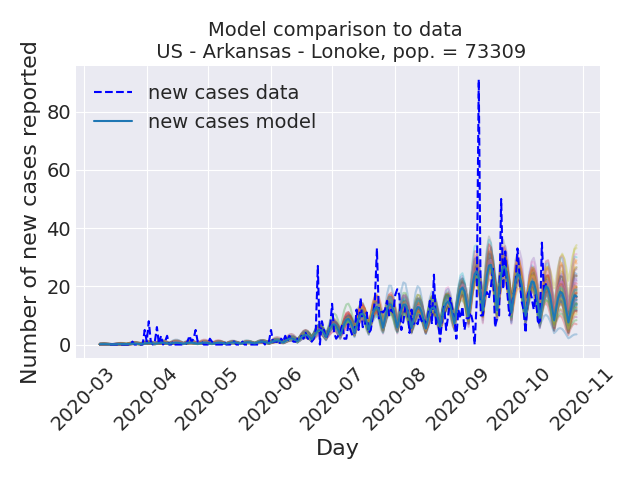 Model comparison to data
US - Arkansas - Lonoke, pop. = 73309
Number of new cases reported
new cases data
new cases model
80
60
40
20
0
2020-03
2020-04
2020-05
2020-06
2020-07
2020-08
2020-09
2020-10
2020-11
Day